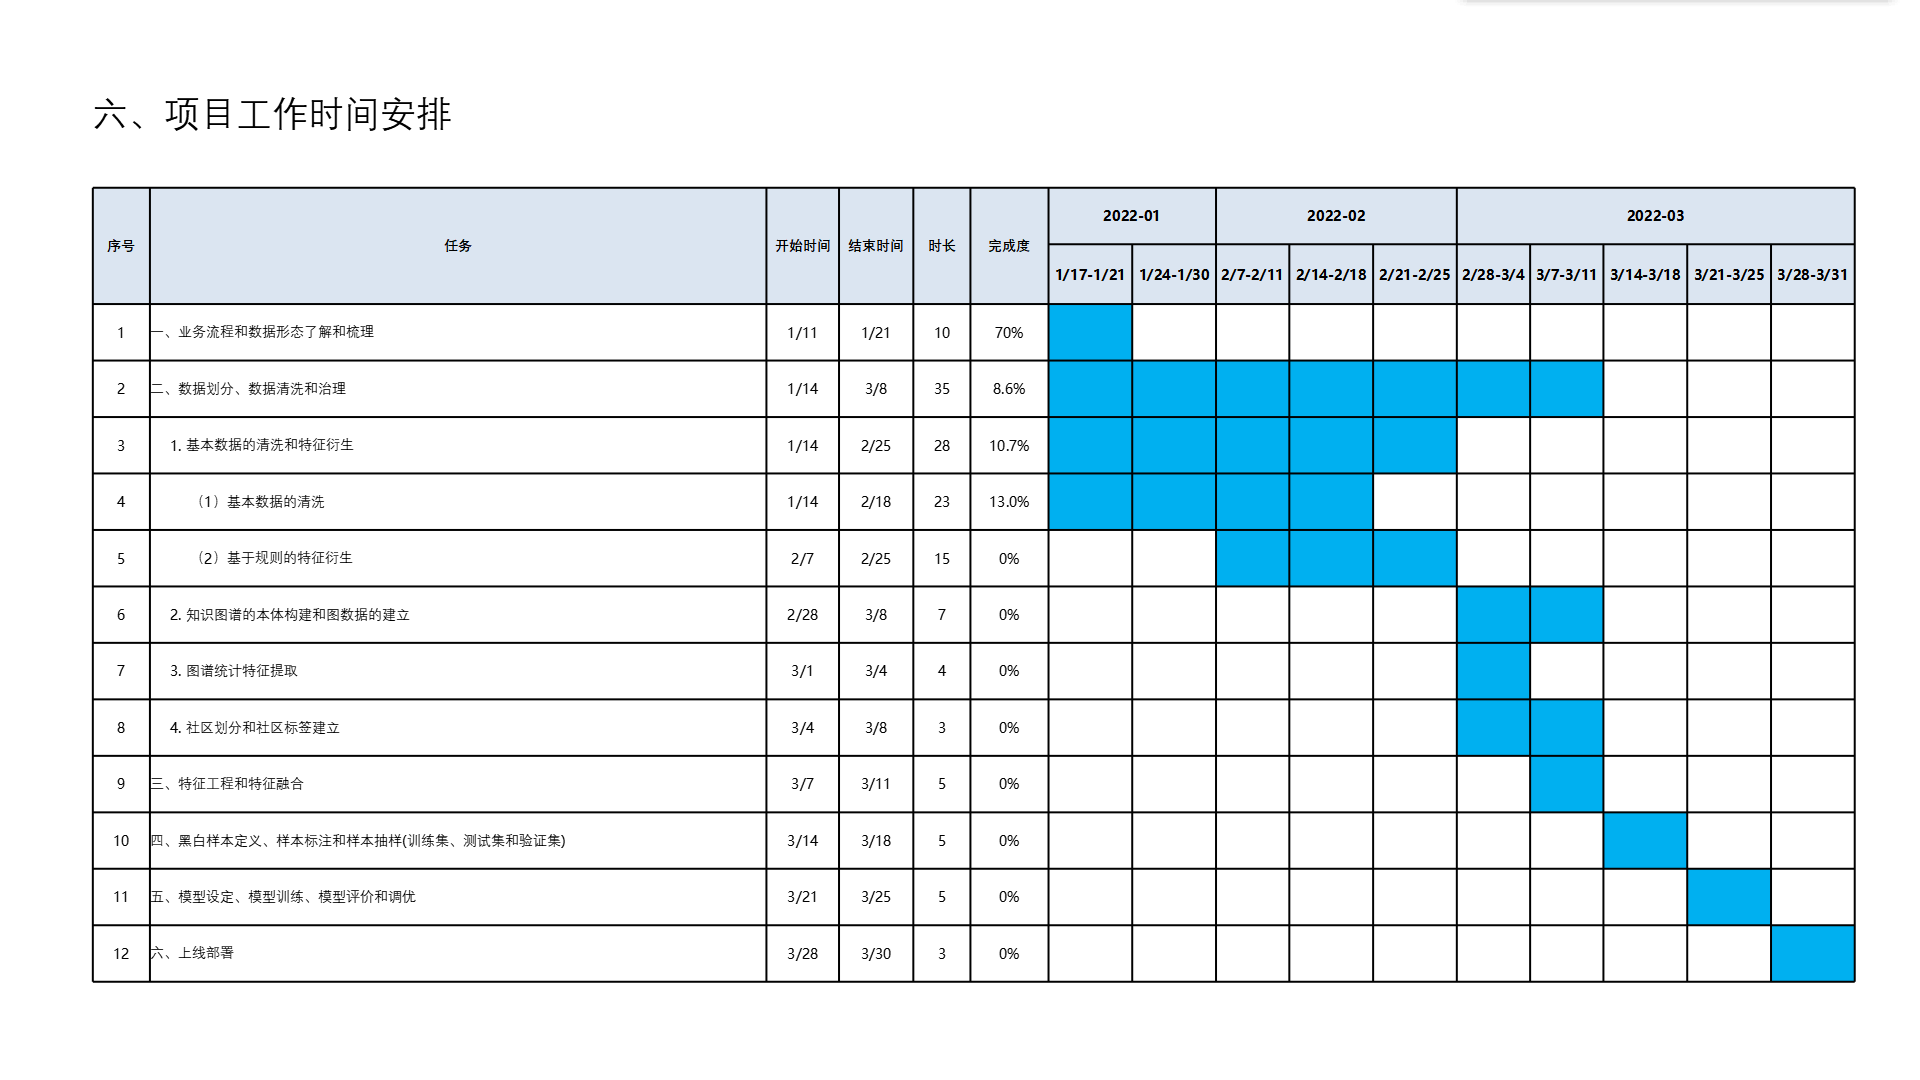 六、项目工作时间安排
序号 任务 开始时间 结束时间 时长 完成度 2022-01 2022-02 2022-03
1/17-1/21 1/24-1/30 2/7-2/11 2/14-2/18 2/21-2/25 2/28-3/4 3/7-3/11 3/14-3/18 3/21-3/25 3/28-3/31
1 一、业务流程和数据形态了解和梳理 1/11 1/21 10 70%
2 二、数据划分、数据清洗和治理 1/14 3/8 35 8.6%
3 1. 基本数据的清洗和特征衍生 1/14 2/25 28 10.7%
4 （1）基本数据的清洗 1/14 2/18 23 13.0%
5 （2）基于规则的特征衍生 2/7 2/25 15 0%
6 2. 知识图谱的本体构建和图数据的建立 2/28 3/8 7 0%
7 3. 图谱统计特征提取 3/1 3/4 4 0%
8 4. 社区划分和社区标签建立 3/4 3/8 3 0%
9 三、特征工程和特征融合 3/7 3/11 5 0%
10 四、黑白样本定义、样本标注和样本抽样(训练集、测试集和验证集) 3/14 3/18 5 0%
11 五、模型设定、模型训练、模型评价和调优 3/21 3/25 5 0%
12 六、上线部署 3/28 3/30 3 0%